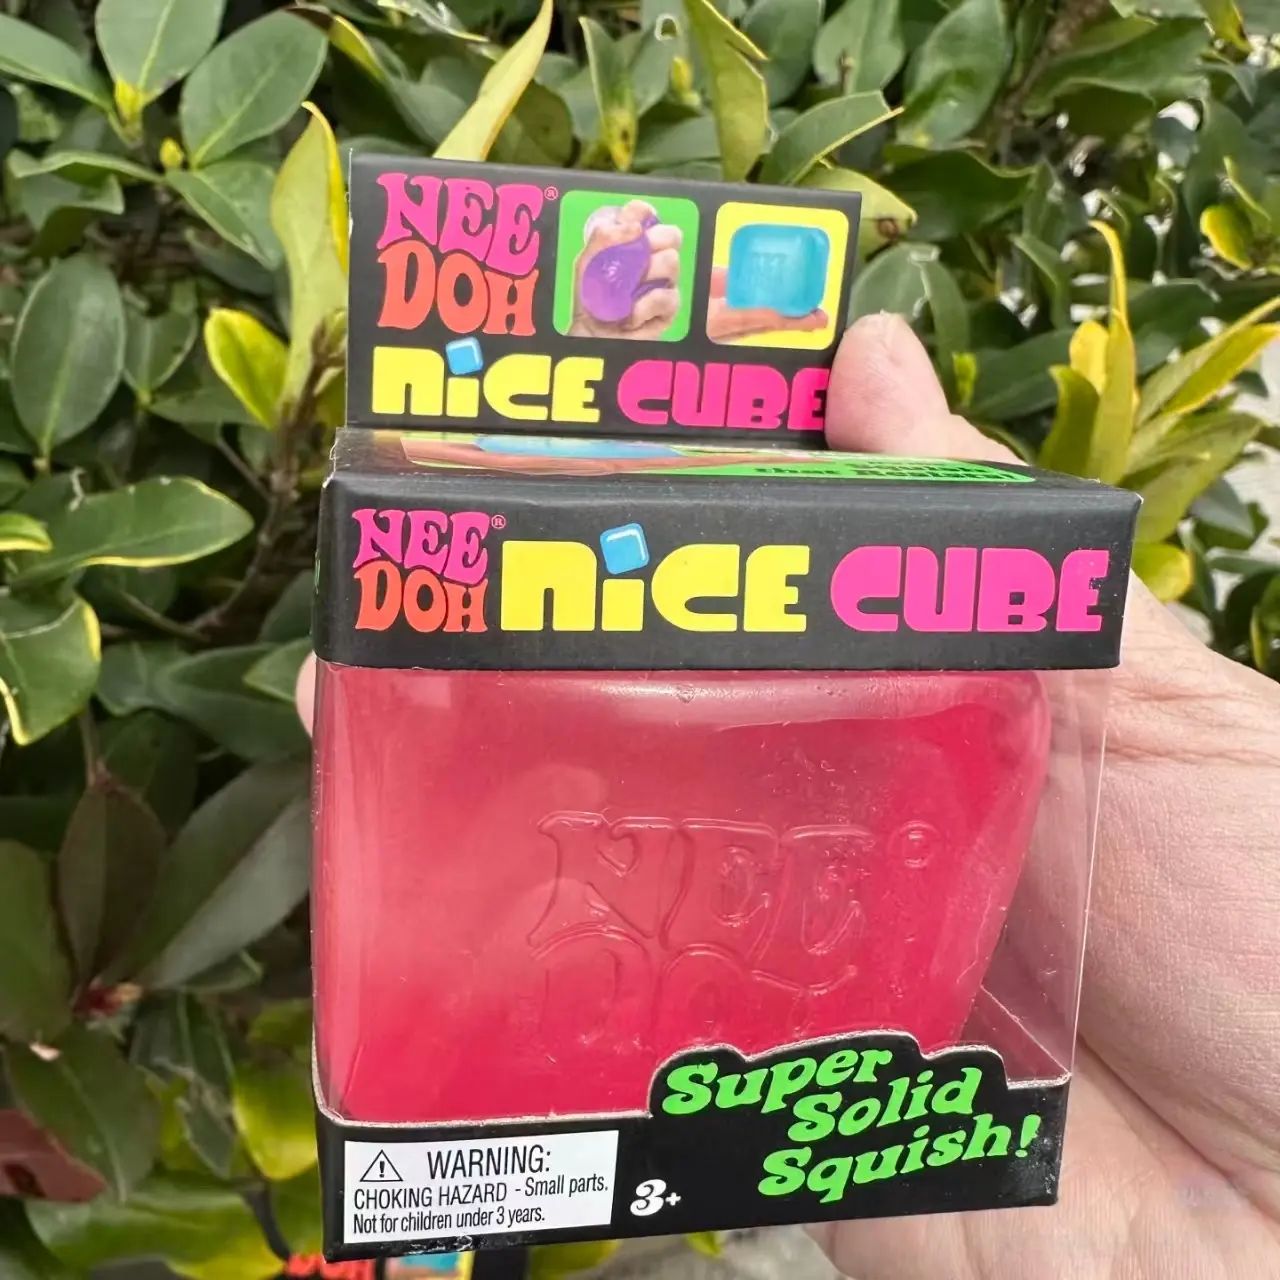 NEE®
DOH
NiCE CUBE
NEE® DOH NiCE CUBE
NEE®
DOH
Super
Solid
Squish!
WARNING:
CHOKING HAZARD - Small parts.
Not for children under 3 years.
3+
DOH